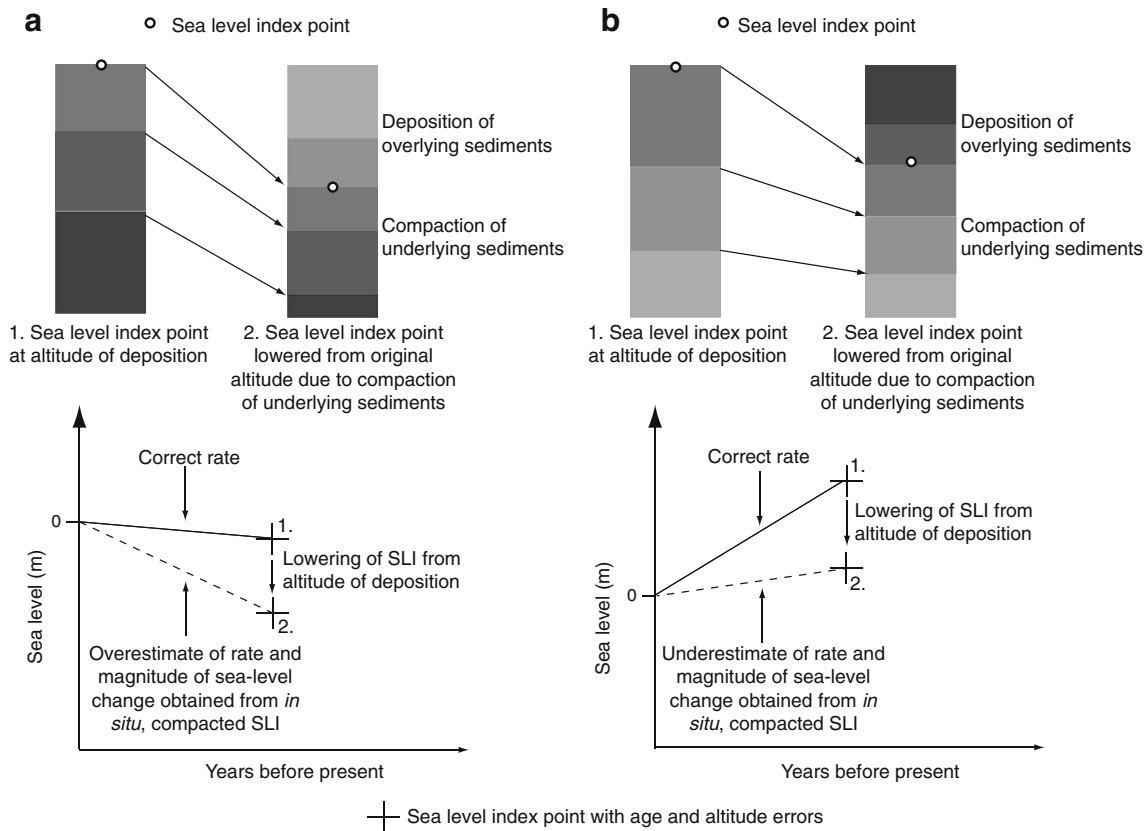 a
Sea level index point
Deposition of
overlying sediments
Compaction of
underlying sediments
1. Sea level index point
at altitude of deposition
2. Sea level index point
lowered from original
altitude due to compaction
of underlying sediments
Correct rate
0
1.
Lowering of SLI from
altitude of deposition
2.
Sea level (m)
Overestimate of rate and
magnitude of sea-level
change obtained from in
situ, compacted SLI
Years before present
b
Sea level index point
Deposition of
overlying sediments
Compaction of
underlying sediments
1. Sea level index point
at altitude of deposition
2. Sea level index point
lowered from original
altitude due to compaction
of underlying sediments
Correct rate
1.
Lowering of SLI from
altitude of deposition
0
2.
Sea level (m)
Underestimate of rate and
magnitude of sea-level
change obtained from in
situ, compacted SLI
Years before present
Sea level index point with age and altitude errors